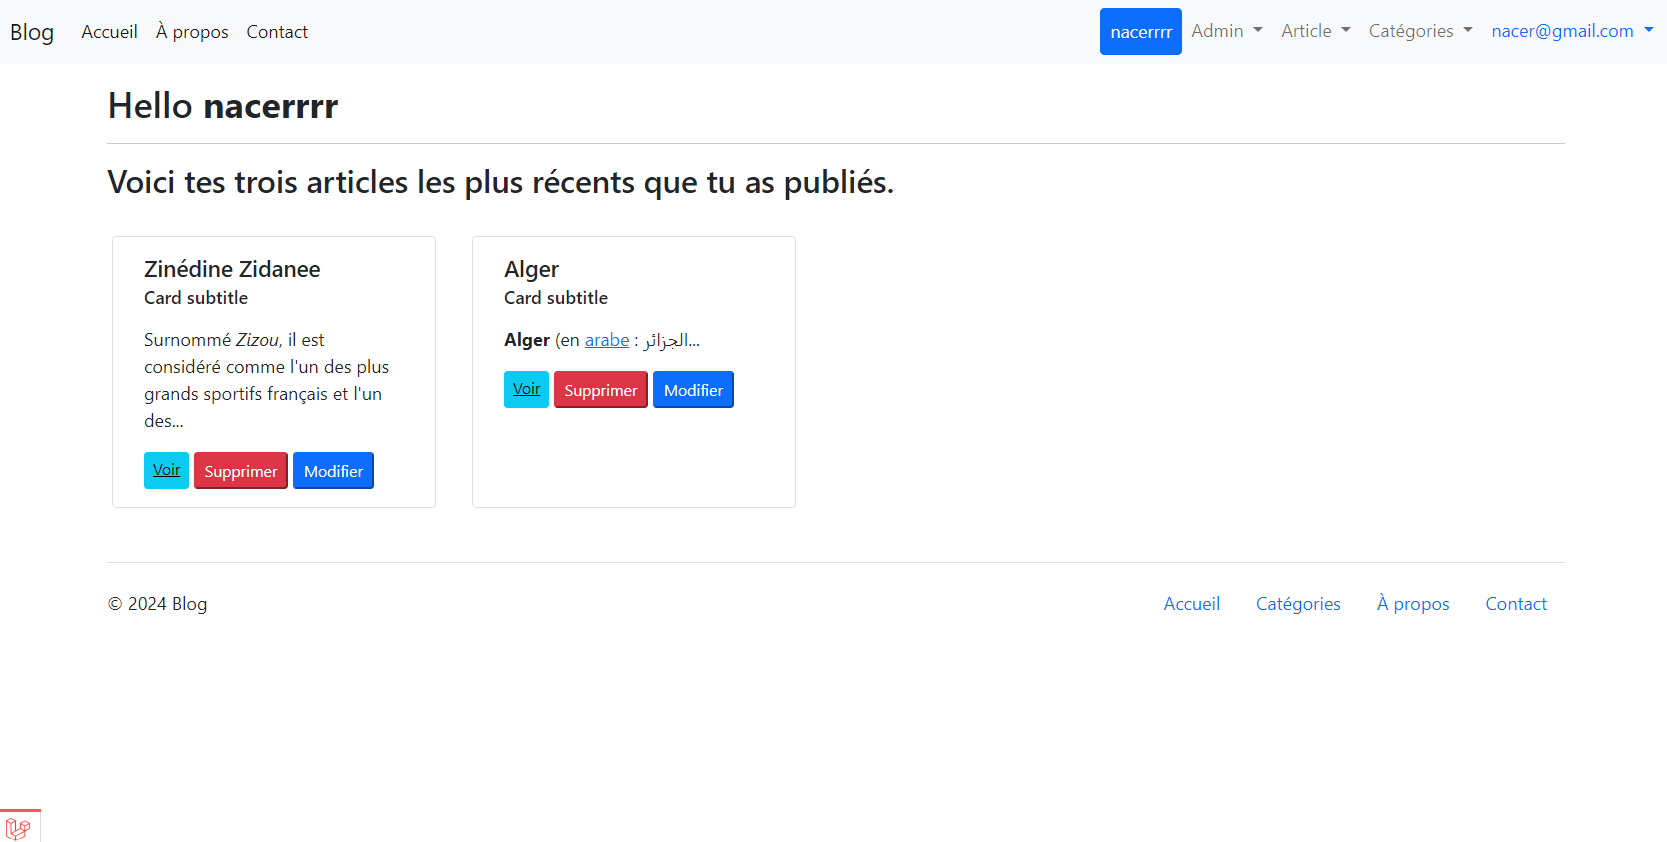 Blog Accueil À propos Contact nacerrrr Admin Article Catégories nacer@gmail.com
Hello nacerrrr
Voici tes trois articles les plus récents que tu as publiés.
Zinédine Zidanee
Card subtitle
Surnommé Zizou, il est
considéré comme l'un des plus
grands sportifs français et l'un
des...
Voir Supprimer Modifier
Alger
Card subtitle
Alger (en arabe : الجزائر...
Voir Supprimer Modifier
© 2024 Blog Accueil Catégories À propos Contact